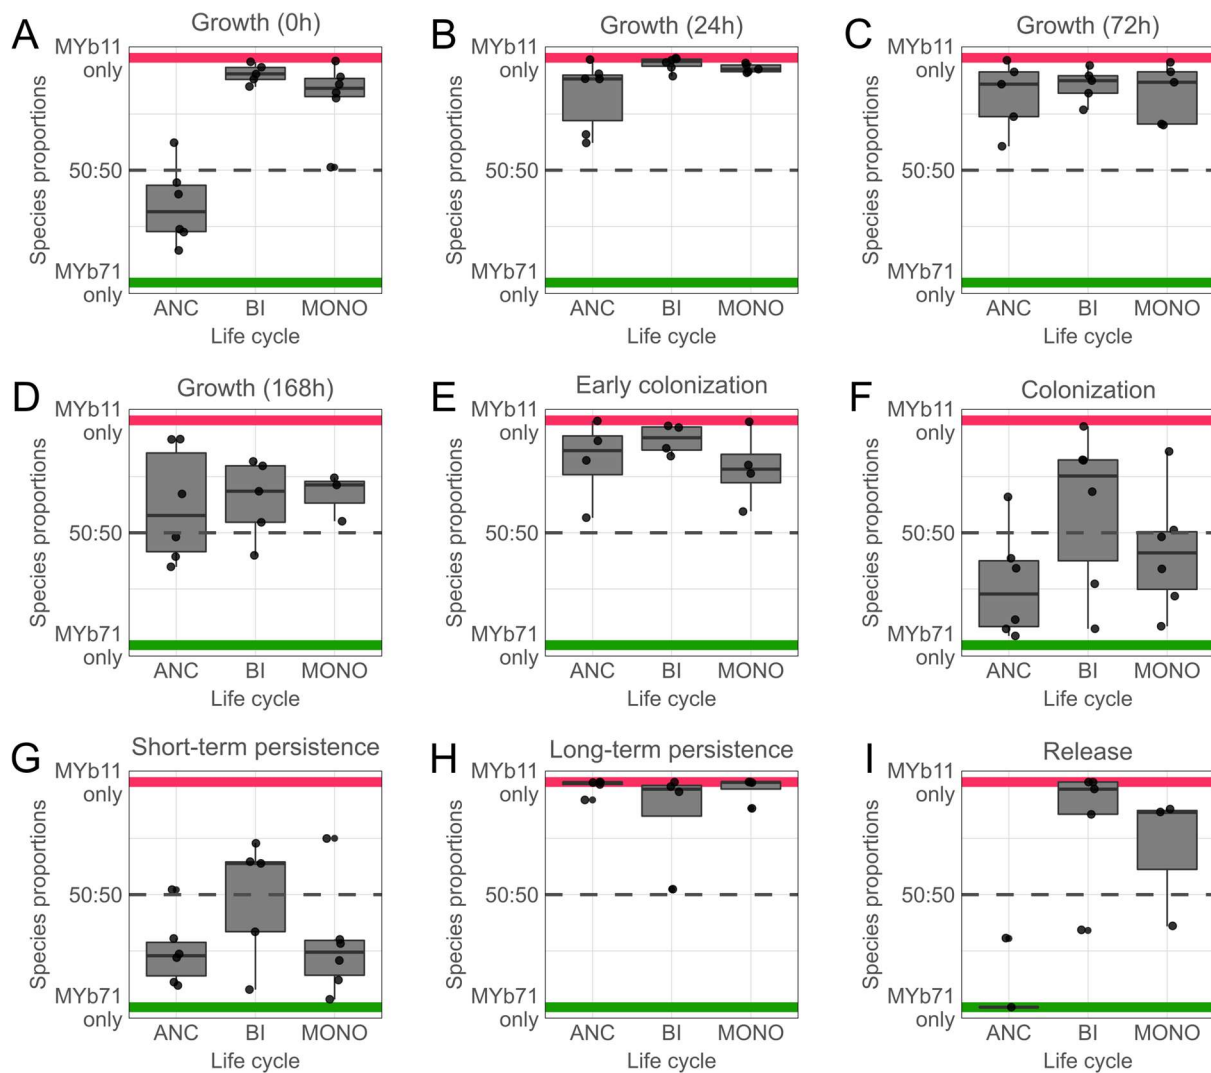 A
Growth (0h)
Species proportions
MYb11
only
50:50
MYb71
only
ANC BI MONO
Life cycle
B
Growth (24h)
Species proportions
MYb11
only
50:50
MYb71
only
ANC BI MONO
Life cycle
C
Growth (72h)
Species proportions
MYb11
only
50:50
MYb71
only
ANC BI MONO
Life cycle
D
Growth (168h)
Species proportions
MYb11
only
50:50
MYb71
only
ANC BI MONO
Life cycle
E
Early colonization
Species proportions
MYb11
only
50:50
MYb71
only
ANC BI MONO
Life cycle
F
Colonization
Species proportions
MYb11
only
50:50
MYb71
only
ANC BI MONO
Life cycle
G
Short-term persistence
Species proportions
MYb11
only
50:50
MYb71
only
ANC BI MONO
Life cycle
H
Long-term persistence
Species proportions
MYb11
only
50:50
MYb71
only
ANC BI MONO
Life cycle
I
Release
Species proportions
MYb11
only
50:50
MYb71
only
ANC BI MONO
Life cycle